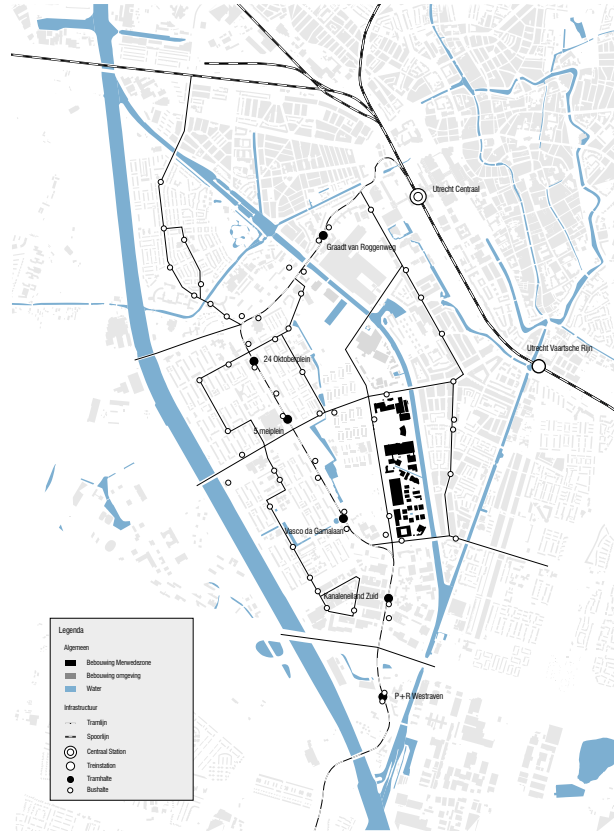 Utrecht Centraal
Graadt van Roggenweg
Utrecht Vaartsche Rijn
24 Oktoberplein
5 meiplein
Vasco da Gamalaan
Kanaleneiland Zuid
P+R Westraven
Legenda
Algemeen
Bebouwing Merwedezone
Bebouwing omgeving
Water
Infrastructuur
Tramlijn
Spoorlijn
Centraal Station
Treinstation
Tramhalte
Bushalte